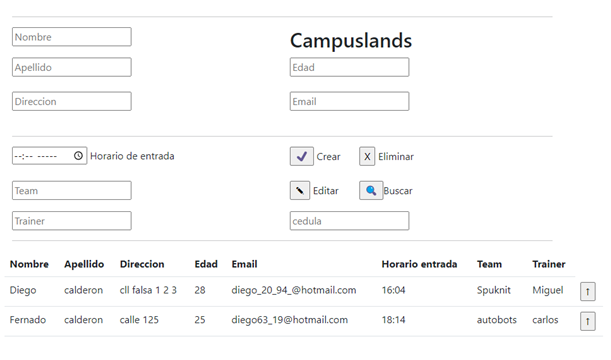 Nombre Campuslands
Apellido Edad
Direccion Email
--:-- ----- Horario de entrada ✔ Crear X Eliminar
Team Editar Buscar
Trainer cedula
Nombre Apellido Direccion Edad Email Horario entrada Team Trainer
Diego calderon cll falsa 1 2 3 28 diego_20_94_@hotmail.com 16:04 Spuknit Miguel ↑
Fernado calderon calle 125 25 diego63_19@hotmail.com 18:14 autobots carlos ↑